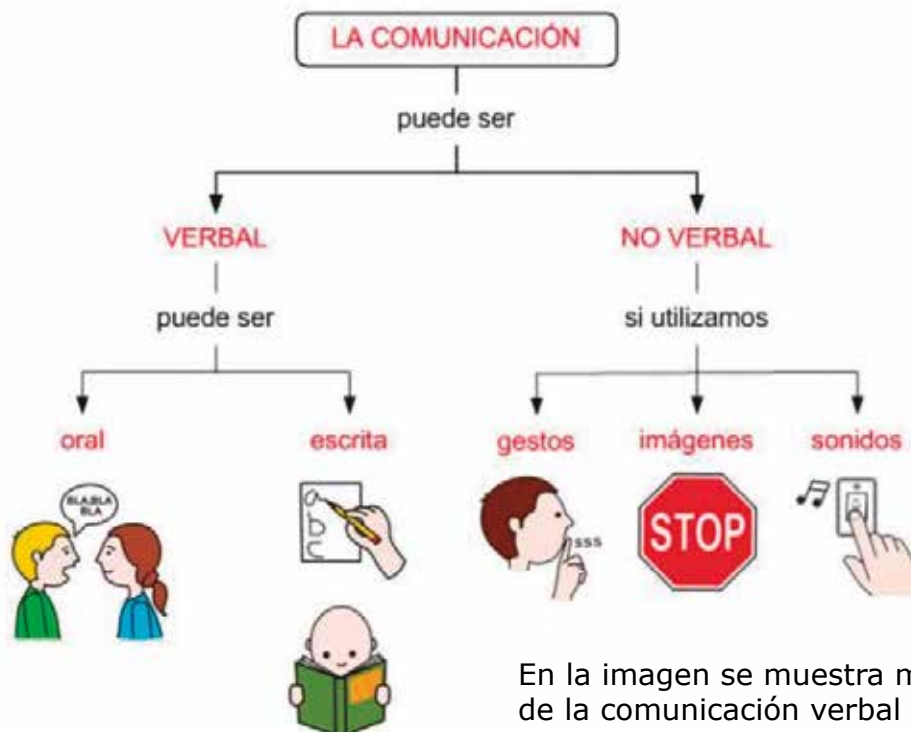 LA COMUNICACIÓN
puede ser
VERBAL
NO VERBAL
puede ser
si utilizamos
oral
escrita
gestos
imágenes
sonidos
BLA,BLA
BLA
a
b
c
sss
STOP
En la imagen se muestra
de la comunicación verbal